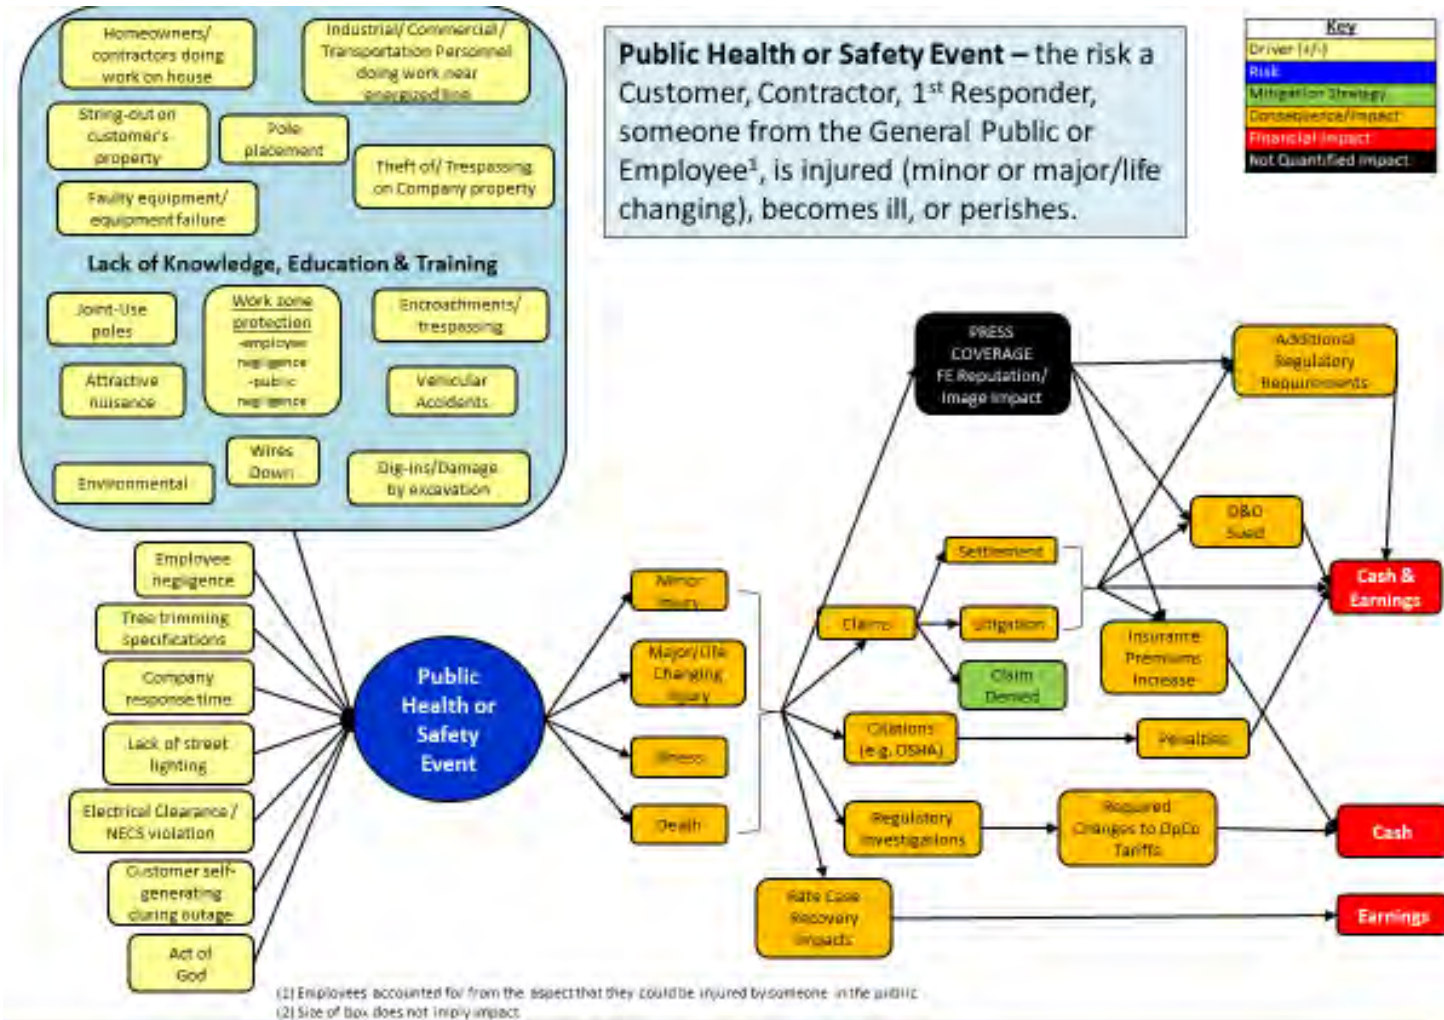 Homeowners/
contractors doing
work on house
Industrial/ Commercial/
Transportation Personnel
doing work near
energized line
String-out on
customer's
property
Pole
placement
Theft of/ Trespassing
on Company property
Faulty equipment/
equipment failure
Lack of Knowledge, Education & Training
Joint-Use
poles
Work zone
protection
-employee
negligence
-public
negligence
Encroachments/
trespassing
Attractive
nuisance
Vehicular
Accidents
Wires
Down
Environmental
Dig-ins/Damage
by excavation
Public Health or Safety Event – the risk a
Customer, Contractor, 1st Responder,
someone from the General Public or
Employee1, is injured (minor or major/life
changing), becomes ill, or perishes.
Key
Driver (+/-)
Risk
Mitigation Strategy
Consequence/Impact
Financial Impact
Not Quantified Impact
Employee
negligence
Tree trimming
specifications
Company
response time
Lack of street
lighting
Electrical Clearance /
NECS violation
Customer self-
generating
during outage
Act of
God
Public
Health or
Safety
Event
Minor
Injury
Major/Life
Changing
Injury
Illness
Death
PRESS
COVERAGE
FE Reputation/
Image Impact
Claims
Settlement
Litigation
Claim
Denied
Citations
(e.g. OSHA)
Penalties
Regulatory
Investigations
Required
Changes to OpCo
Tariffs
Rate Case
Recovery
Impacts
Additional
Regulatory
Requirements
D&O
Sued
Insurance
Premiums
Increase
Cash &
Earnings
Cash
Earnings
(1) Employees accounted for from the aspect that they could be injured by someone in the public
(2) Size of box does not imply impact